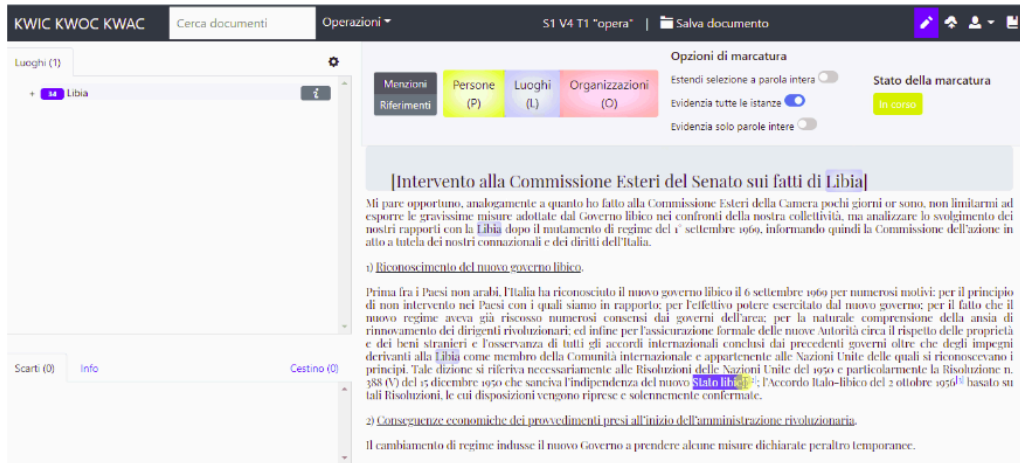 KWIC KWOC KWAC
Cerca documenti
Operazioni
S1 V4 T1 "opera" | Salva documento
Luoghi (1)
+ 34 Libia i
Scarti (0) Info Cestino (0)
Menzioni
Riferimenti
Persone
(P)
Luoghi
(L)
Organizzazioni
(O)
Opzioni di marcatura
Estendi selezione a parola intera
Evidenzia tutte le istanze
Evidenzia solo parole intere
Stato della marcatura
In corso
[Intervento alla Commissione Esteri del Senato sui fatti di Libia]
Mi pare opportuno, analogamente a quanto ho fatto alla Commissione Esteri della Camera pochi giorni or sono, non limitarmi ad
esporre le gravissime misure adottate dal Governo libico nei confronti della nostra collettività, ma analizzare lo svolgimento dei
nostri rapporti con la Libia dopo il mutamento di regime del 1° settembre 1969, informando quindi la Commissione dell'azione in
atto a tutela dei nostri connazionali e dei diritti dell'Italia.
1) Riconoscimento del nuovo governo libico.
Prima fra i Paesi non arabi, l'Italia ha riconosciuto il nuovo governo libico il 6 settembre 1969 per numerosi motivi: per il principio
di non intervento nei Paesi con i quali siamo in rapporto; per l'effettivo potere esercitato dal nuovo governo; per il fatto che il
nuovo regime aveva già riscosso numerosi consensi dai governi dell'area; per la naturale comprensione della ansia di
rinnovamento dei dirigenti rivoluzionari; ed infine per l'assicurazione formale delle nuove Autorità circa il rispetto delle proprietà
e dei beni stranieri e l'osservanza di tutti gli accordi internazionali conclusi dai precedenti governi oltre che degli impegni
derivanti alla Libia come membro della Comunità internazionale e appartenente alle Nazioni Unite delle quali si riconoscevano i
principi. Tale dizione si riferiva necessariamente alle Risoluzioni delle Nazioni Unite del 1950 e particolarmente la Risoluzione n.
388 (V) del 15 dicembre 1950 che sanciva l'indipendenza del nuovo Stato libico[2]; l'Accordo Italo-libico del 2 ottobre 1956[3] basato su
tali Risoluzioni, le cui disposizioni vengono riprese e solennemente confermate.
2) Conseguenze economiche dei provvedimenti presi all'inizio dell'amministrazione rivoluzionaria.
Il cambiamento di regime indusse il nuovo Governo a prendere alcune misure dichiarate peraltro temporanee.